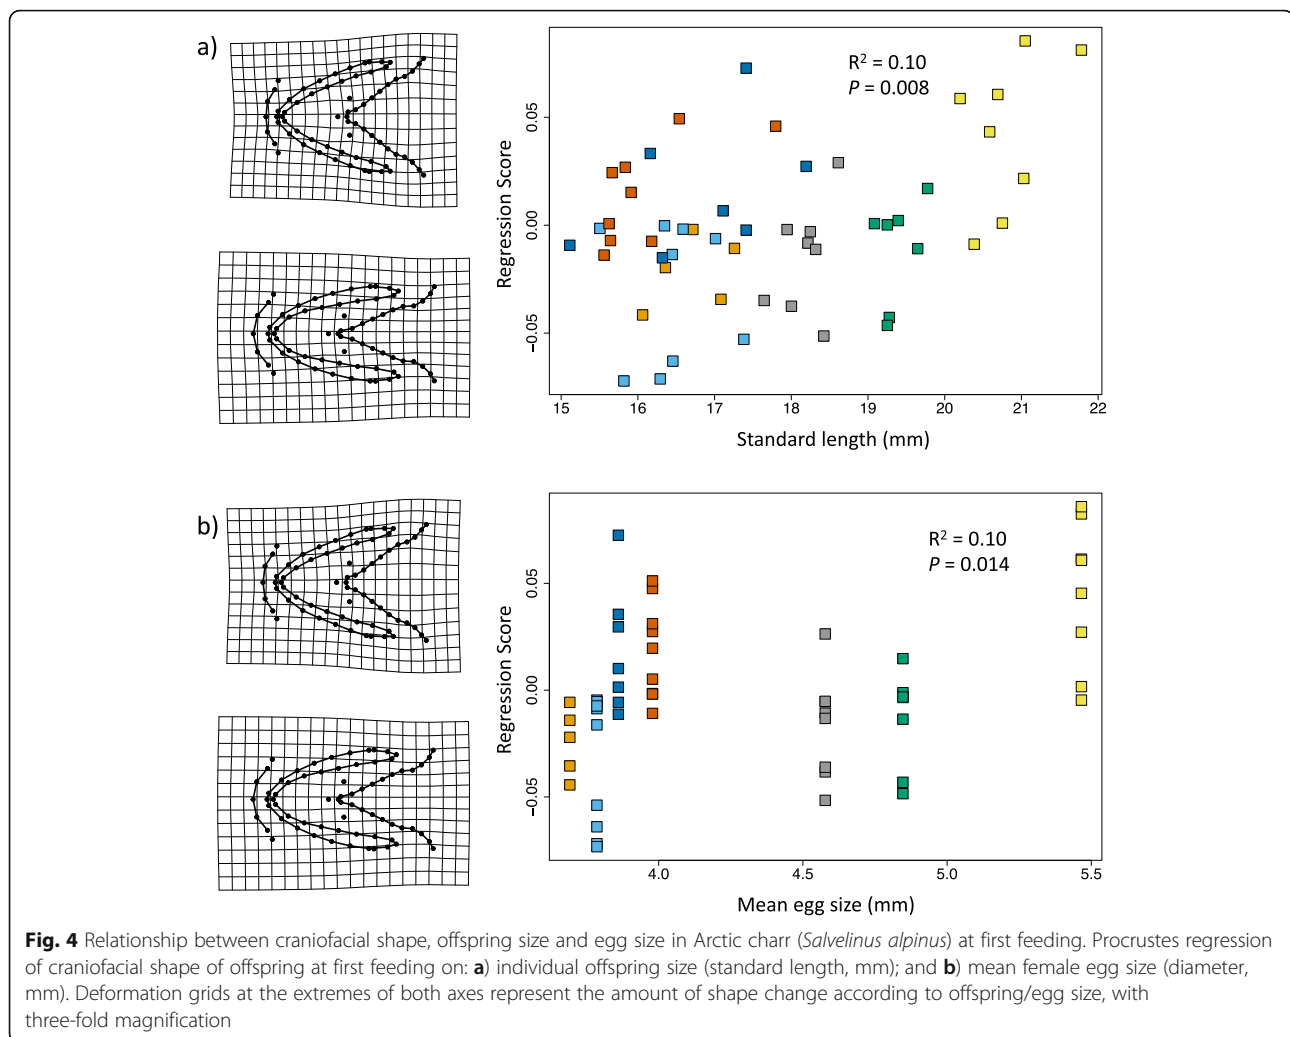 a)
R² = 0.10
P = 0.008
Regression Score
0.05
0.00
−0.05
15 16 17 18 19 20 21 22
Standard length (mm)
b)
R² = 0.10
P = 0.014
Regression Score
0.05
0.00
−0.05
4.0 4.5 5.0 5.5
Mean egg size (mm)
Fig. 4 Relationship between craniofacial shape, offspring size and egg size in Arctic charr (Salvelinus alpinus) at first feeding. Procrustes regression
of craniofacial shape of offspring at first feeding on: a) individual offspring size (standard length, mm); and b) mean female egg size (diameter,
mm). Deformation grids at the extremes of both axes represent the amount of shape change according to offspring/egg size, with
three-fold magnification